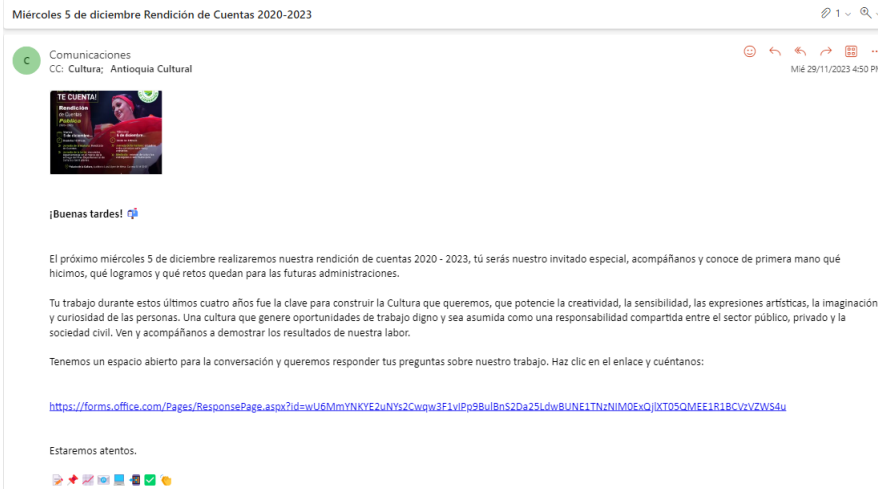 Miércoles 5 de diciembre Rendición de Cuentas 2020-2023
1
C
Comunicaciones
CC: Cultura; Antioquia Cultural
Mié 29/11/2023 4:50 PM
TE CUENTA!
Rendición
de Cuentas
Pública
5 de diciembre
¡Buenas tardes!
El próximo miércoles 5 de diciembre realizaremos nuestra rendición de cuentas 2020 - 2023, tú serás nuestro invitado especial, acompáñanos y conoce de primera mano qué
hicimos, qué logramos y qué retos quedan para las futuras administraciones.
Tu trabajo durante estos últimos cuatro años fue la clave para construir la Cultura que queremos, que potencie la creatividad, la sensibilidad, las expresiones artísticas, la imaginación
y curiosidad de las personas. Una cultura que genere oportunidades de trabajo digno y sea asumida como una responsabilidad compartida entre el sector público, privado y la
sociedad civil. Ven y acompáñanos a demostrar los resultados de nuestra labor.
Tenemos un espacio abierto para la conversación y queremos responder tus preguntas sobre nuestro trabajo. Haz clic en el enlace y cuéntanos:
https://forms.office.com/Pages/ResponsePage.aspx?id=wU6MmYNKYE2uNYs2Cwqw3F1vIPp9BulBnS2Da25LdwBUNE1TNzNIM0ExQjlXT05QMEE1R1BCVzVZWS4u
Estaremos atentos.